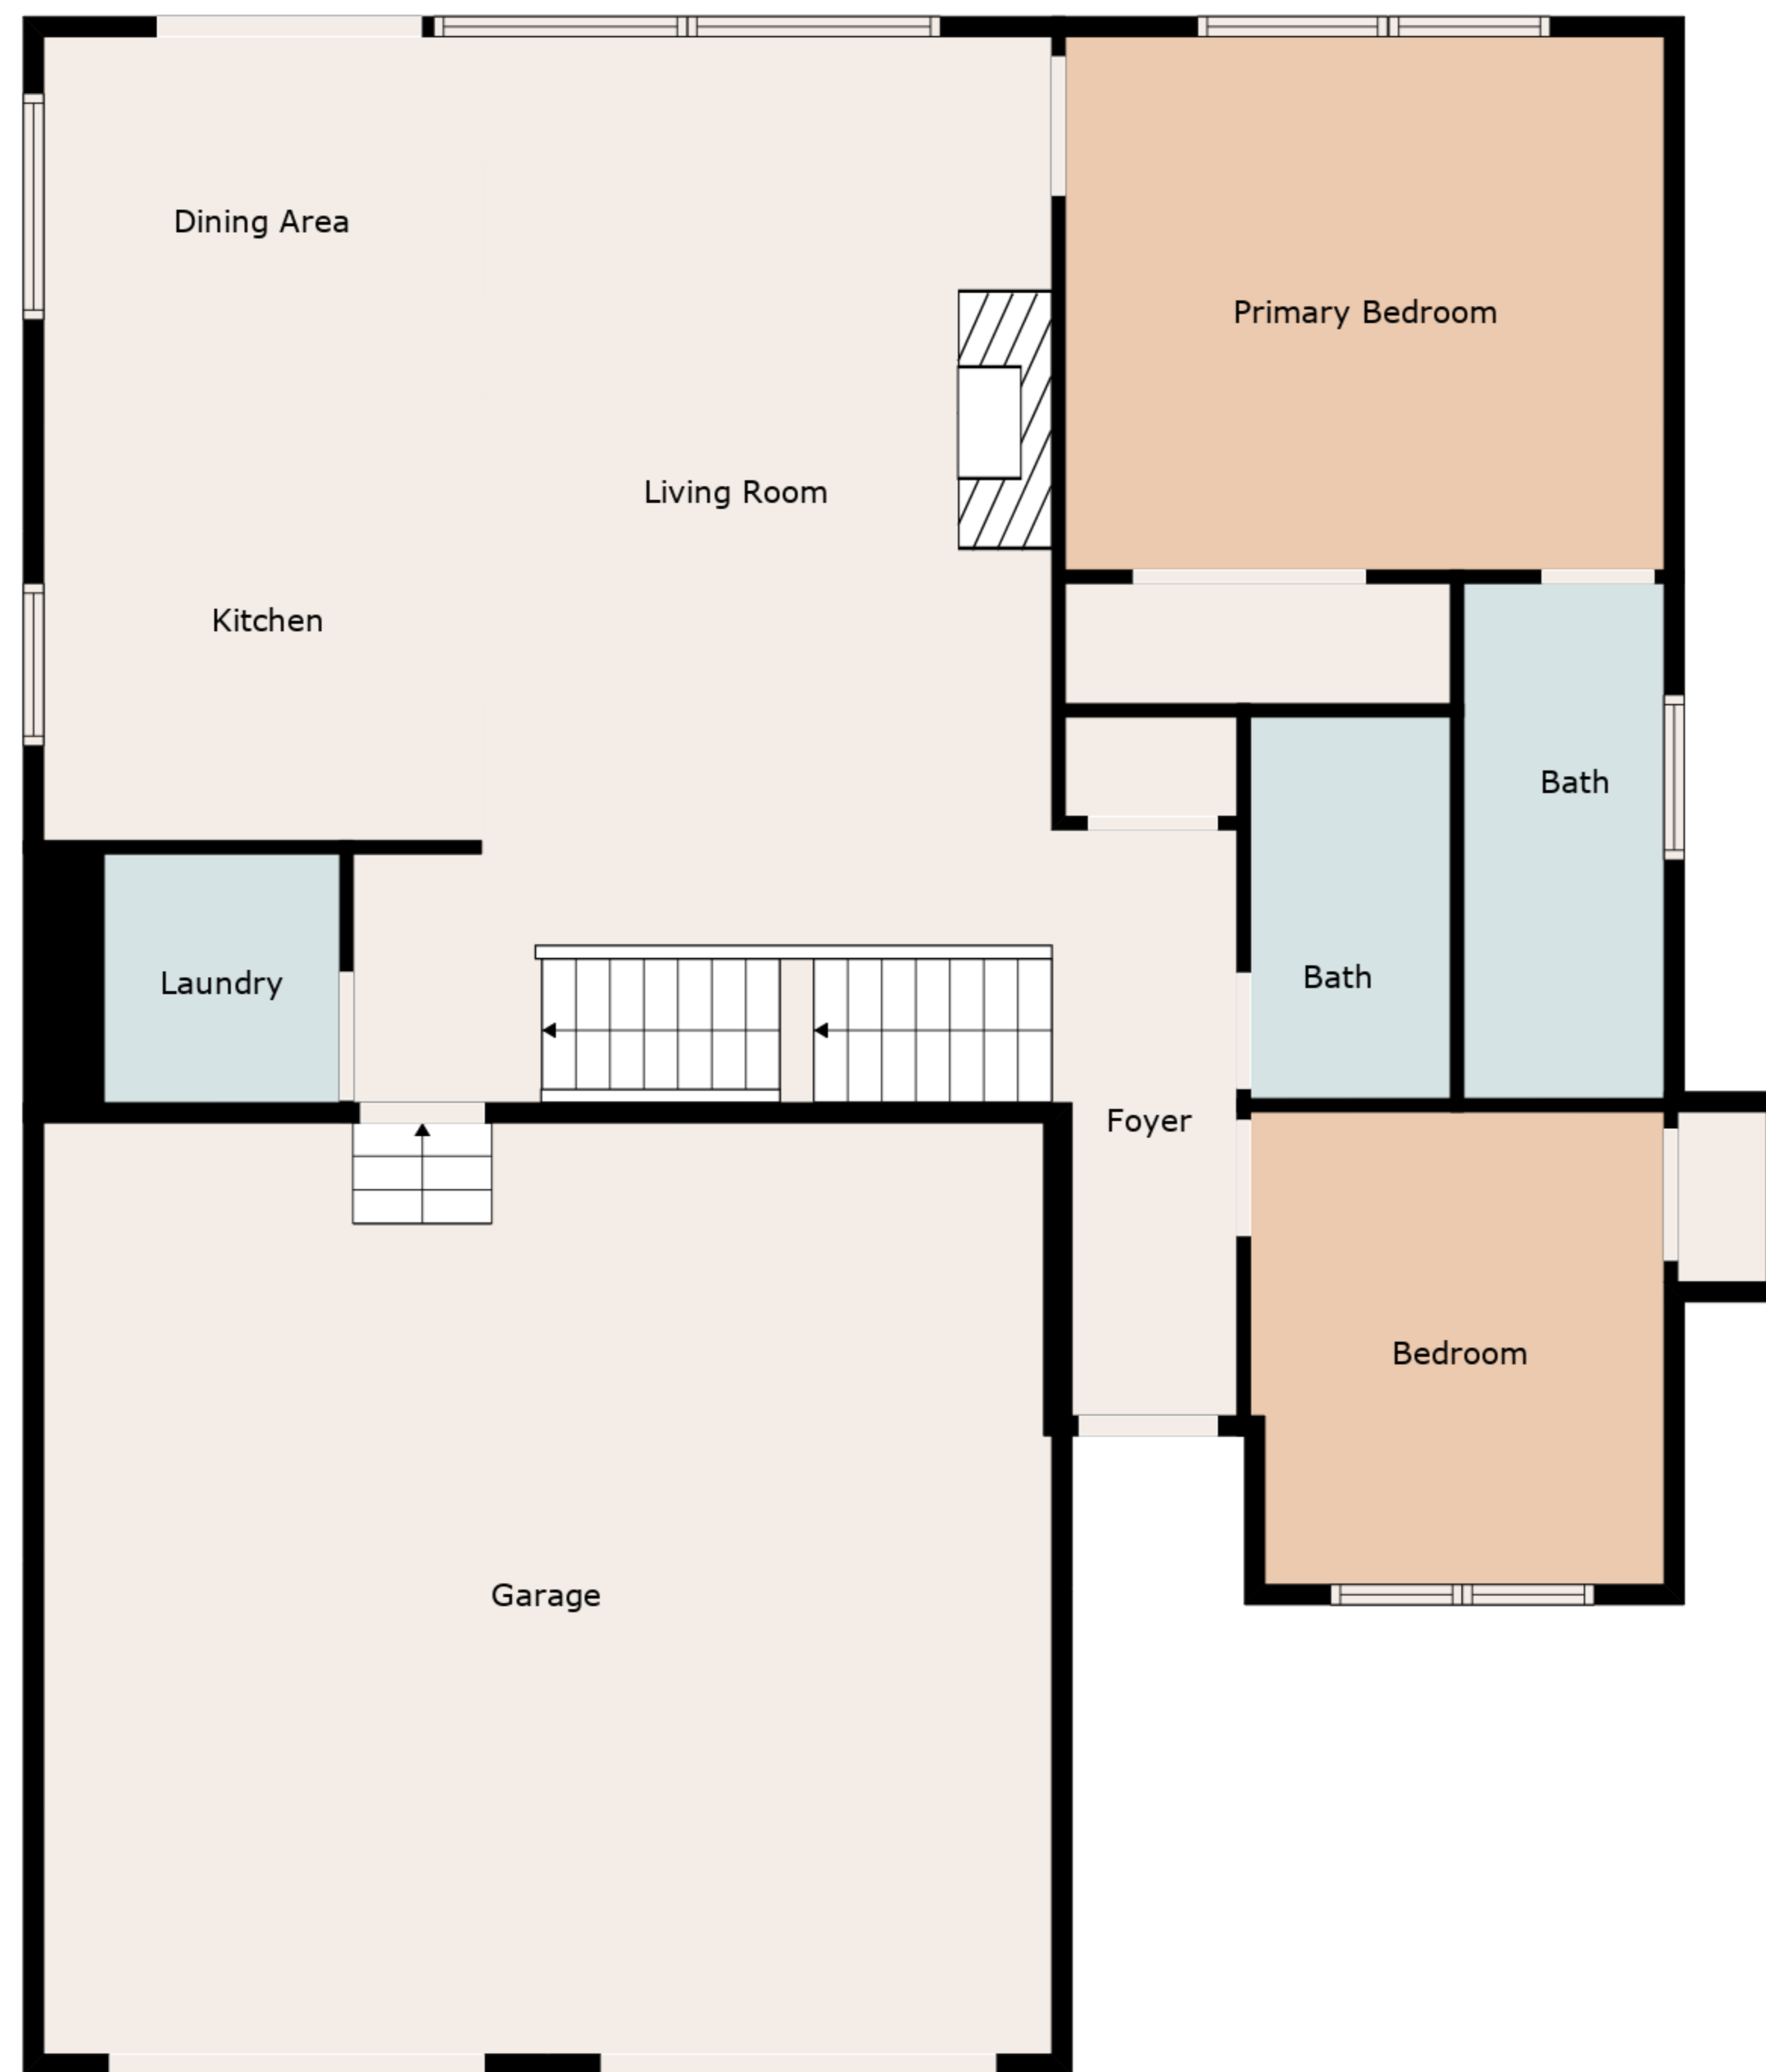 Dining Area
Primary Bedroom
Living Room
Kitchen
Bath
Laundry
Bath
Foyer
Bedroom
Garage